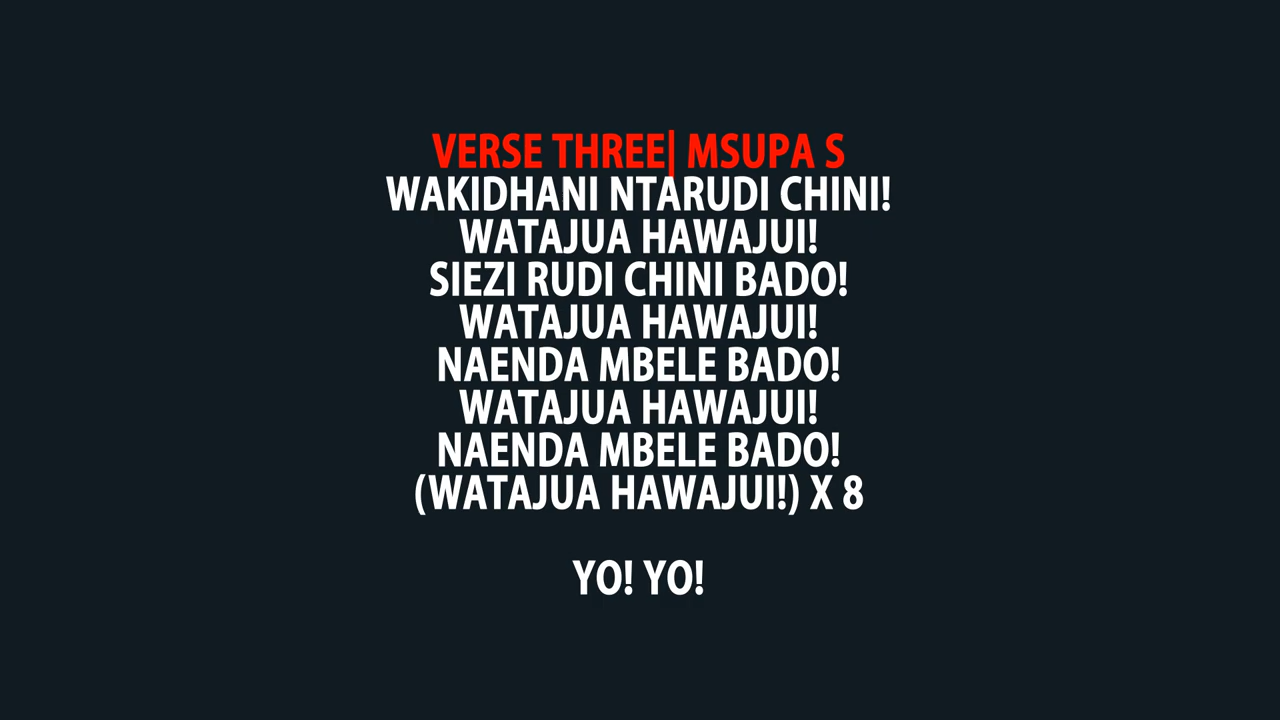 VERSE THREE| MSUPA S
WAKIDHANI NTARUDI CHINI!
WATAJUA HAWAJUI!
SIEZI RUDI CHINI BADO!
WATAJUA HAWAJUI!
NAENDA MBELE BADO!
WATAJUA HAWAJUI!
NAENDA MBELE BADO!
(WATAJUA HAWAJUI!) X 8
YO! YO!